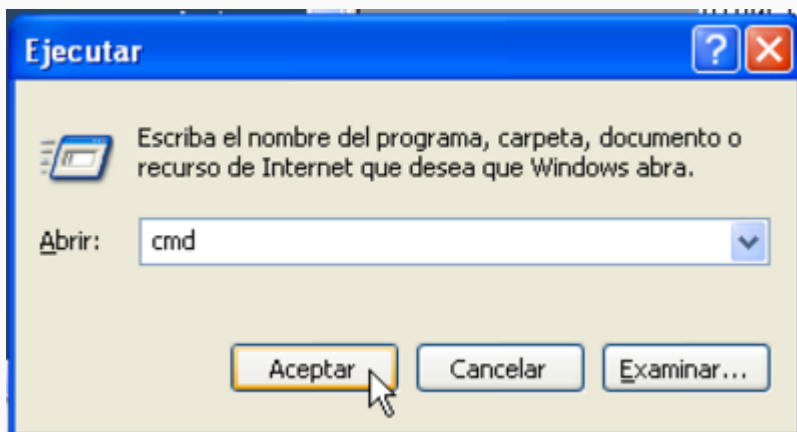 Ejecutar
Escriba el nombre del programa, carpeta, documento o
recurso de Internet que desea que Windows abra.
Abrir: cmd
Aceptar Cancelar Examinar...